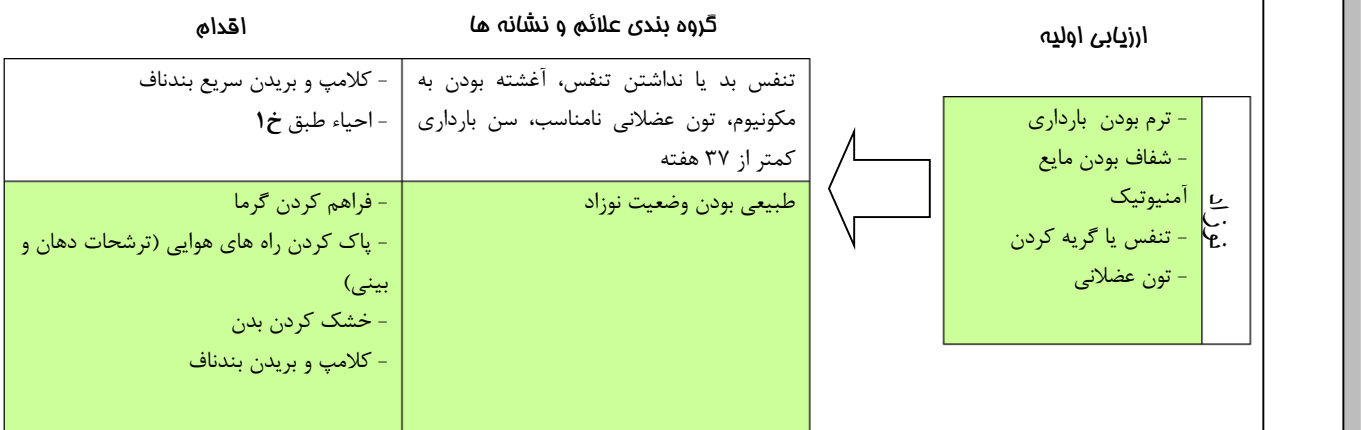 ارزیابی اولیه
گروه بندی علائم و نشانه ها
اقدام
نوزاد
- ترم بودن بارداری
- شفاف بودن مایع
آمنیوتیک
- تنفس یا گریه کردن
- تون عضلانی
تنفس بد یا نداشتن تنفس، آغشته بودن به
مکونیوم، تون عضلانی نامناسب، سن بارداری
کمتر از ۳۷ هفته
- کلامپ و بریدن سریع بندناف
- احیاء طبق خ۱
طبیعی بودن وضعیت نوزاد
- فراهم کردن گرما
- پاک کردن راه های هوایی (ترشحات دهان و
بینی)
- خشک کردن بدن
- کلامپ و بریدن بندناف